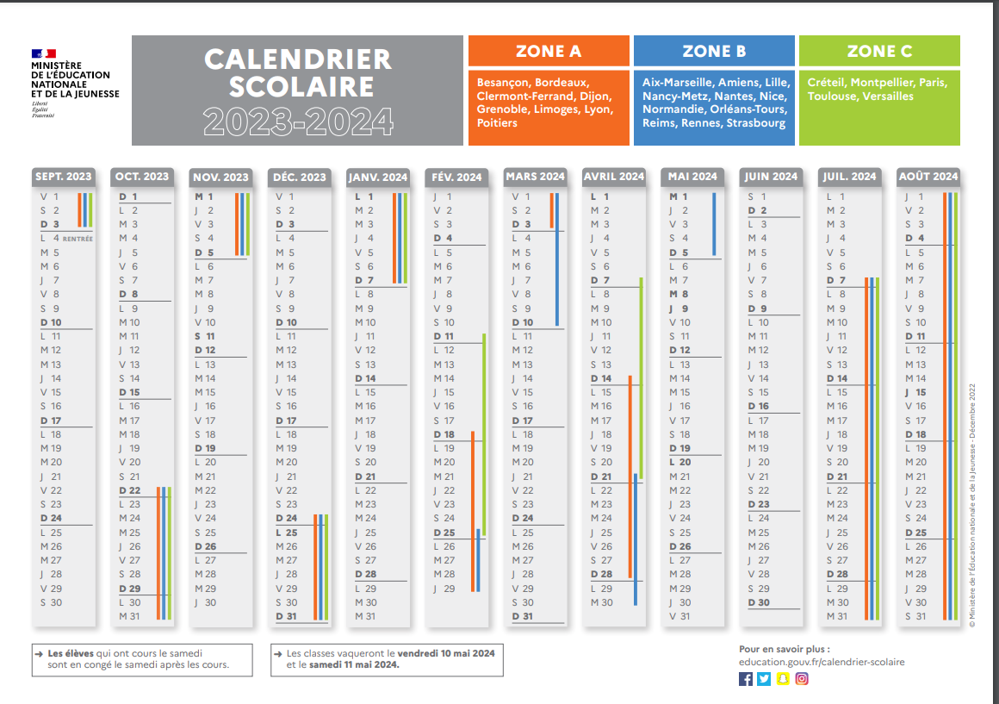 MINISTÈRE
DE L'ÉDUCATION
NATIONALE
ET DE LA JEUNESSE
Liberté
Égalité
Fraternité
CALENDRIER
SCOLAIRE
2023-2024
ZONE A
Besançon, Bordeaux,
Clermont-Ferrand, Dijon,
Grenoble, Limoges, Lyon,
Poitiers
ZONE B
Aix-Marseille, Amiens, Lille,
Nancy-Metz, Nantes, Nice,
Normandie, Orléans-Tours,
Reims, Rennes, Strasbourg
ZONE C
Créteil, Montpellier, Paris,
Toulouse, Versailles
SEPT. 2023
V 1
S 2
D 3
L 4 RENTRÉE
M 5
M 6
J 7
V 8
S 9
D 10
L 11
M 12
M 13
J 14
V 15
S 16
D 17
L 18
M 19
M 20
J 21
V 22
S 23
D 24
L 25
M 26
M 27
J 28
V 29
S 30
OCT. 2023
D 1
L 2
M 3
M 4
J 5
V 6
S 7
D 8
L 9
M 10
M 11
J 12
V 13
S 14
D 15
L 16
M 17
M 18
J 19
V 20
S 21
D 22
L 23
M 24
M 25
J 26
V 27
S 28
D 29
L 30
M 31
NOV. 2023
M 1
J 2
V 3
S 4
D 5
L 6
M 7
M 8
J 9
V 10
S 11
D 12
L 13
M 14
M 15
J 16
V 17
S 18
D 19
L 20
M 21
M 22
J 23
V 24
S 25
D 26
L 27
M 28
M 29
J 30
DÉC. 2023
V 1
S 2
D 3
L 4
M 5
M 6
J 7
V 8
S 9
D 10
L 11
M 12
M 13
J 14
V 15
S 16
D 17
L 18
M 19
M 20
J 21
V 22
S 23
D 24
L 25
M 26
M 27
J 28
V 29
S 30
D 31
JANV. 2024
L 1
M 2
M 3
J 4
V 5
S 6
D 7
L 8
M 9
M 10
J 11
V 12
S 13
D 14
L 15
M 16
M 17
J 18
V 19
S 20
D 21
L 22
M 23
M 24
J 25
V 26
S 27
D 28
L 29
M 30
M 31
FÉV. 2024
J 1
V 2
S 3
D 4
L 5
M 6
M 7
J 8
V 9
S 10
D 11
L 12
M 13
M 14
J 15
V 16
S 17
D 18
L 19
M 20
M 21
J 22
V 23
S 24
D 25
L 26
M 27
M 28
J 29
MARS 2024
V 1
S 2
D 3
L 4
M 5
M 6
J 7
V 8
S 9
D 10
L 11
M 12
M 13
J 14
V 15
S 16
D 17
L 18
M 19
M 20
J 21
V 22
S 23
D 24
L 25
M 26
M 27
J 28
V 29
S 30
D 31
AVRIL 2024
L 1
M 2
M 3
J 4
V 5
S 6
D 7
L 8
M 9
M 10
J 11
V 12
S 13
D 14
L 15
M 16
M 17
J 18
V 19
S 20
D 21
L 22
M 23
M 24
J 25
V 26
S 27
D 28
L 29
M 30
MAI 2024
M 1
J 2
V 3
S 4
D 5
L 6
M 7
M 8
J 9
V 10
S 11
D 12
L 13
M 14
M 15
J 16
V 17
S 18
D 19
L 20
M 21
M 22
J 23
V 24
S 25
D 26
L 27
M 28
M 29
J 30
V 31
JUIN 2024
S 1
D 2
L 3
M 4
M 5
J 6
V 7
S 8
D 9
L 10
M 11
M 12
J 13
V 14
S 15
D 16
L 17
M 18
M 19
J 20
V 21
S 22
D 23
L 24
M 25
M 26
J 27
V 28
S 29
D 30
JUIL. 2024
L 1
M 2
M 3
J 4
V 5
S 6
D 7
L 8
M 9
M 10
J 11
V 12
S 13
D 14
L 15
M 16
M 17
J 18
V 19
S 20
D 21
L 22
M 23
M 24
J 25
V 26
S 27
D 28
L 29
M 30
M 31
AOÛT 2024
J 1
V 2
S 3
D 4
L 5
M 6
M 7
J 8
V 9
S 10
D 11
L 12
M 13
M 14
J 15
V 16
S 17
D 18
L 19
M 20
M 21
J 22
V 23
S 24
D 25
L 26
M 27
M 28
J 29
V 30
S 31
© Ministère de l'Éducation nationale et de la Jeunesse - Décembre 2022
➜ Les élèves qui ont cours le samedi
sont en congé le samedi après les cours.
➜ Les classes vaqueront le vendredi 10 mai 2024
et le samedi 11 mai 2024.
Pour en savoir plus :
education.gouv.fr/calendrier-scolaire